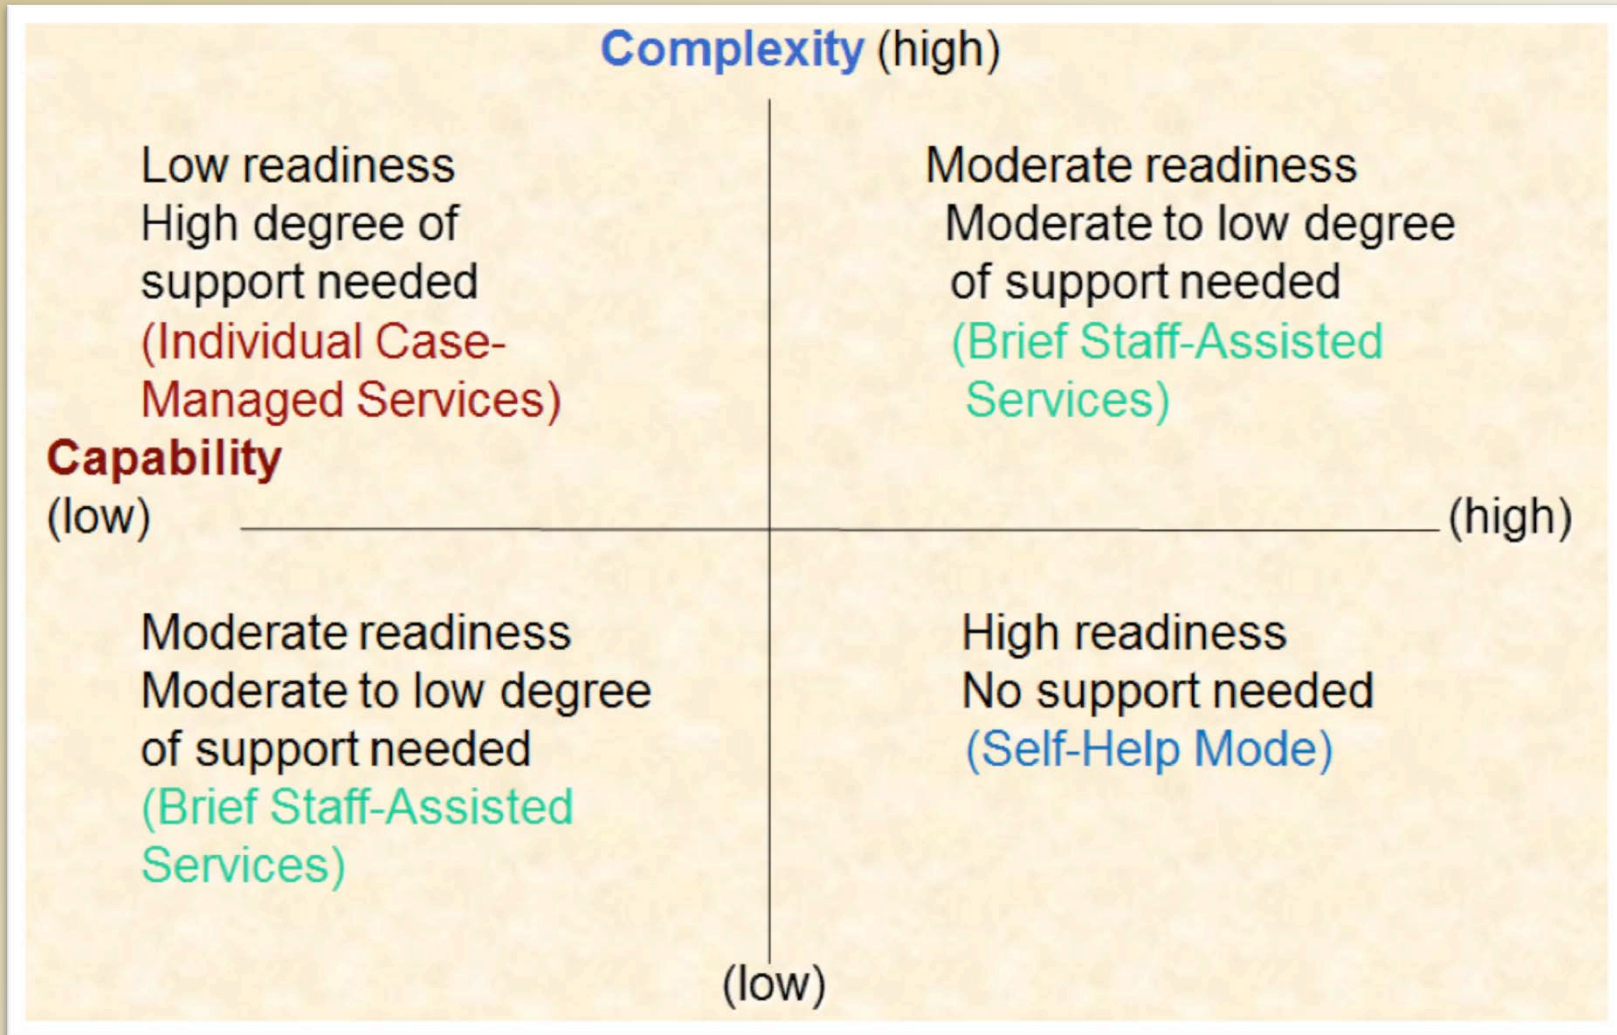 Complexity (high)
Low readiness
High degree of
support needed
(Individual Case-
Managed Services)
Moderate readiness
Moderate to low degree
of support needed
(Brief Staff-Assisted
Services)
Capability
(low)
(high)
Moderate readiness
Moderate to low degree
of support needed
(Brief Staff-Assisted
Services)
High readiness
No support needed
(Self-Help Mode)
(low)